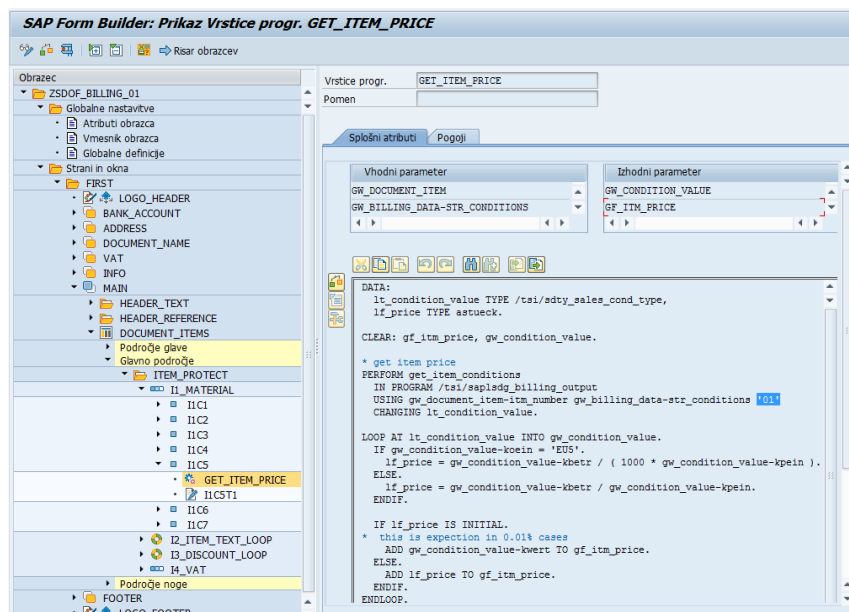 SAP Form Builder: Prikaz Vrstice progr. GET_ITEM_PRICE
Risar obrazcev
Obrazec
ZSDOF_BILLING_01
Globalne nastavitve
Atributi obrazca
Vmesnik obrazca
Globalne definicije
Strani in okna
FIRST
LOGO_HEADER
BANK_ACCOUNT
ADDRESS
DOCUMENT_NAME
VAT
INFO
MAIN
HEADER_TEXT
HEADER_REFERENCE
DOCUMENT_ITEMS
Področje glave
Glavno področje
ITEM_PROTECT
I1_MATERIAL
I1C1
I1C2
I1C3
I1C4
I1C5
GET_ITEM_PRICE
I1C5T1
I1C6
I1C7
I2_ITEM_TEXT_LOOP
I3_DISCOUNT_LOOP
I4_VAT
Področje noge
FOOTER
LOGO_FOOTER
Vrstice progr. GET_ITEM_PRICE
Pomen
Splošni atributi Pogoji
Vhodni parameter
GW_DOCUMENT_ITEM
GW_BILLING_DATA-STR_CONDITIONS
Izhodni parameter
GW_CONDITION_VALUE
GF_ITM_PRICE
DATA:
lt_condition_value TYPE /tsi/sdty_sales_cond_type,
lf_price TYPE astueck.
CLEAR: gf_itm_price, gw_condition_value.
* get item price
PERFORM get_item_conditions
IN PROGRAM /tsi/saplsdg_billing_output
USING gw_document_item-itm_number gw_billing_data-str_conditions '01'
CHANGING lt_condition_value.
LOOP AT lt_condition_value INTO gw_condition_value.
IF gw_condition_value-koein = 'EU5'.
lf_price = gw_condition_value-kbetr / ( 1000 * gw_condition_value-kpein ).
ELSE.
lf_price = gw_condition_value-kbetr / gw_condition_value-kpein.
ENDIF.
IF lf_price IS INITIAL.
* this is expection in 0.01% cases
ADD gw_condition_value-kwert TO gf_itm_price.
ELSE.
ADD lf_price TO gf_itm_price.
ENDIF.
ENDLOOP.